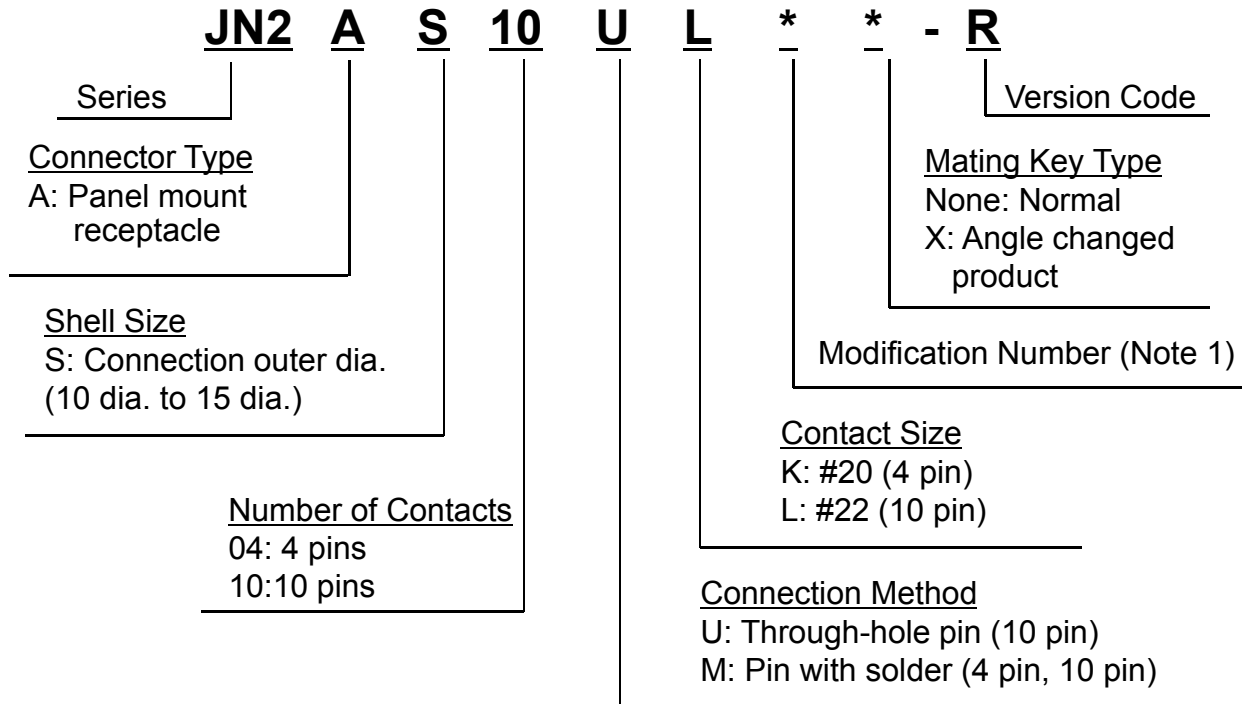 JN2 A S 10 U L * * - R
Series
Version Code
Connector Type
A: Panel mount
receptacle
Mating Key Type
None: Normal
X: Angle changed
product
Shell Size
S: Connection outer dia.
(10 dia. to 15 dia.)
Modification Number (Note 1)
Contact Size
K: #20 (4 pin)
L: #22 (10 pin)
Number of Contacts
04: 4 pins
10:10 pins
Connection Method
U: Through-hole pin (10 pin)
M: Pin with solder (4 pin, 10 pin)